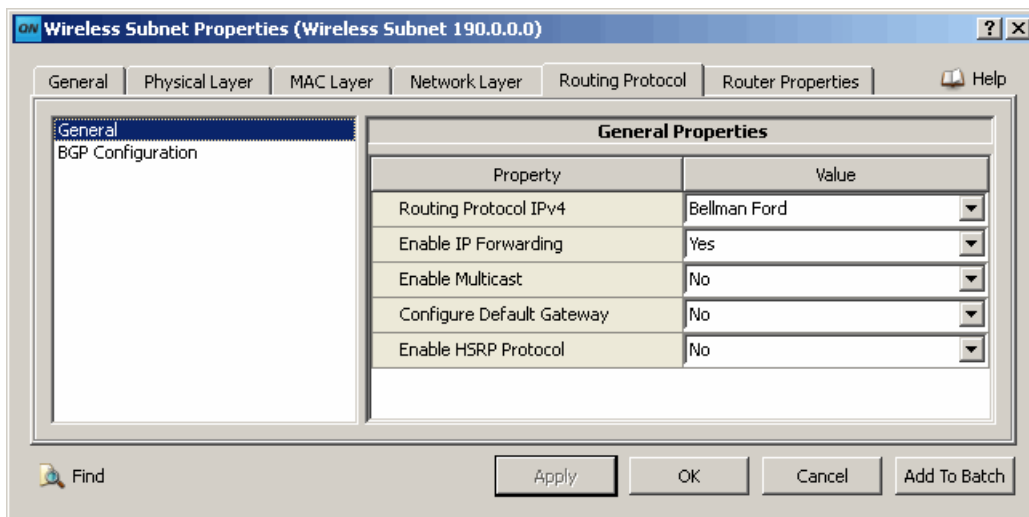 QN Wireless Subnet Properties (Wireless Subnet 190.0.0.0) ? X
General Physical Layer MAC Layer Network Layer Routing Protocol Router Properties Help
General
BGP Configuration
General Properties
Property Value
Routing Protocol IPv4 Bellman Ford
Enable IP Forwarding Yes
Enable Multicast No
Configure Default Gateway No
Enable HSRP Protocol No
Find Apply OK Cancel Add To Batch